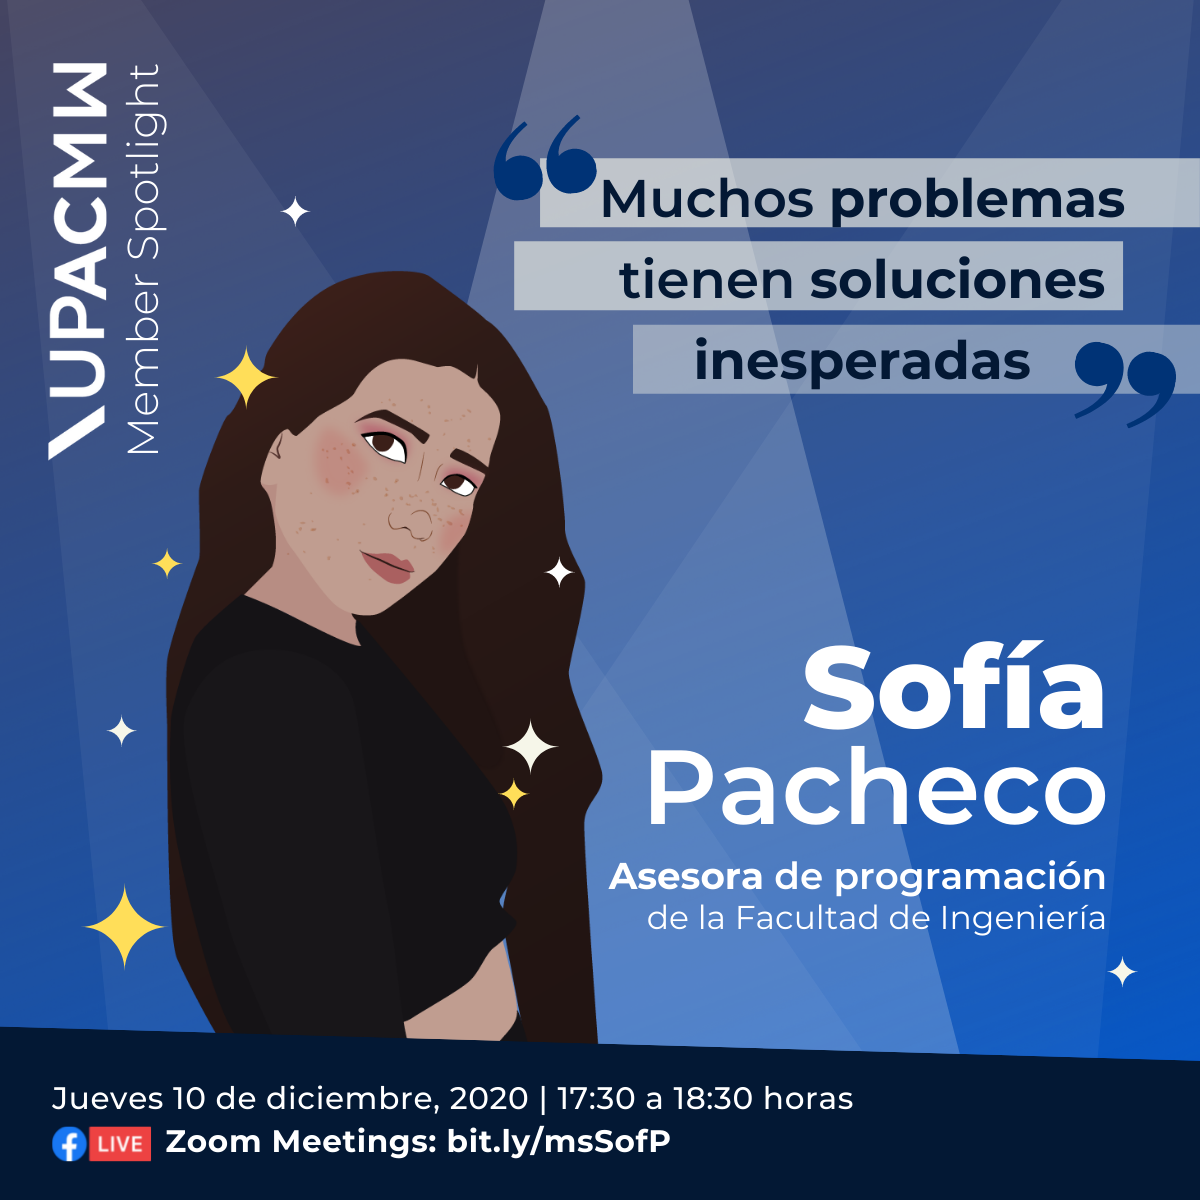 \UPACMW
Member Spotlight
“Muchos problemas
tienen soluciones
inesperadas”
Sofía
Pacheco
Asesora de programación
de la Facultad de Ingeniería
Jueves 10 de diciembre, 2020 | 17:30 a 18:30 horas
f LIVE Zoom Meetings: bit.ly/msSofP